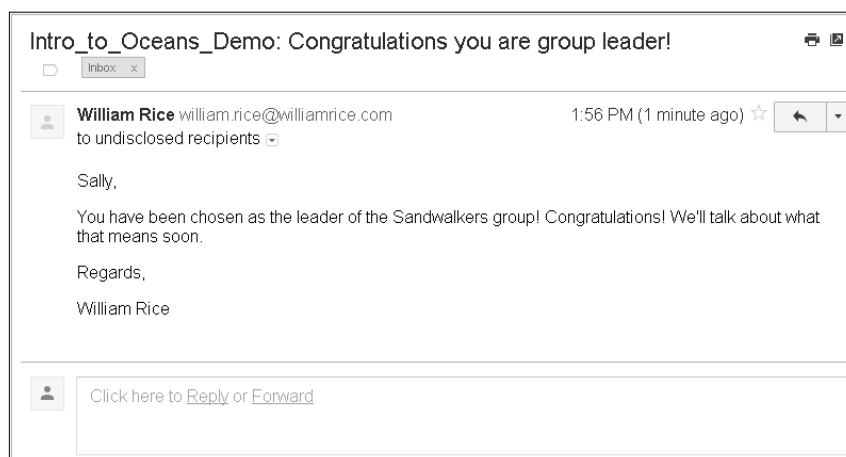 Intro_to_Oceans_Demo: Congratulations you are group leader!
Inbox x
William Rice william.rice@williamrice.com 1:56 PM (1 minute ago)
to undisclosed recipients
Sally,
You have been chosen as the leader of the Sandwalkers group! Congratulations! We'll talk about what
that means soon.
Regards,
William Rice
Click here to Reply or Forward